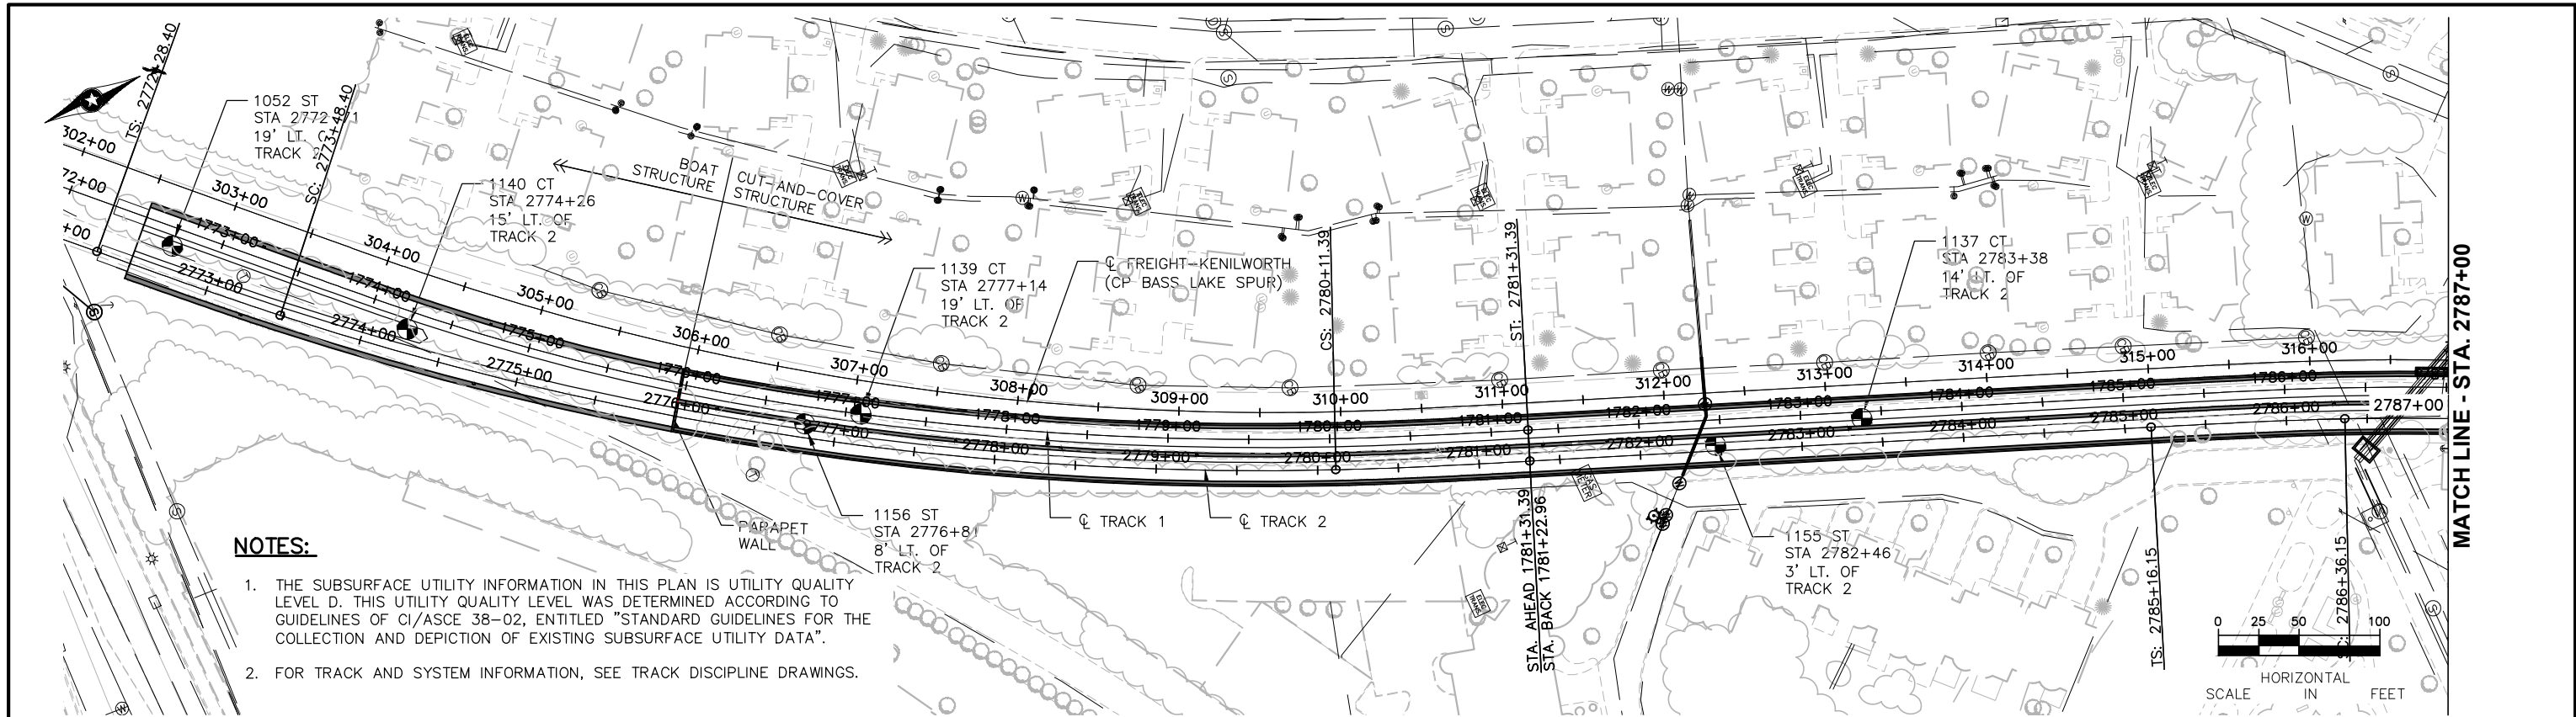 TS: 2772+28.40
SC: 2773+48.40
1052 ST
19' LT.
TRACK 2
302+00
72+00
+00
303+00
304+00
305+00
306+00
307+00
308+00
309+00
310+00
311+00
312+00
313+00
314+00
315+00
316+00
1773+00
1774+00
1775+00
1776+00
1777+00
1778+00
1779+00
1780+00
1781+00
1782+00
1783+00
1784+00
1785+00
1786+00
2773+00
2774+00
2775+00
2776+00
2777+00
2778+00
2779+00
2780+00
2781+00
2782+00
2783+00
2784+00
2785+00
2786+00
2787+00
1140 CT
STA 2774+26
15' LT. OF
TRACK 2
BOAT
STRUCTURE
CUT-AND-COVER
STRUCTURE
1139 CT
STA 2777+14
19' LT. OF
TRACK 2
℄ FREIGHT-KENILWORTH
(CP BASS LAKE SPUR)
CS: 2780+11.39
ST: 2781+31.39
1137 CT
STA 2783+38
14' LT. OF
TRACK 2
MATCH LINE - STA. 2787+00
PARAPET
WALL
1156 ST
STA 2776+81
8' LT. OF
TRACK 2
℄ TRACK 1
℄ TRACK 2
STA. AHEAD 1781+31.39
STA. BACK 1781+22.96
GAS
METER
ELEC
TRANS.
1155 ST
STA 2782+46
3' LT. OF
TRACK 2
TS: 2785+16.15
SC: 2786+36.15
NOTES:
1. THE SUBSURFACE UTILITY INFORMATION IN THIS PLAN IS UTILITY QUALITY
LEVEL D. THIS UTILITY QUALITY LEVEL WAS DETERMINED ACCORDING TO
GUIDELINES OF CI/ASCE 38-02, ENTITLED "STANDARD GUIDELINES FOR THE
COLLECTION AND DEPICTION OF EXISTING SUBSURFACE UTILITY DATA".
2. FOR TRACK AND SYSTEM INFORMATION, SEE TRACK DISCIPLINE DRAWINGS.
0 25 50 100
HORIZONTAL
SCALE IN FEET